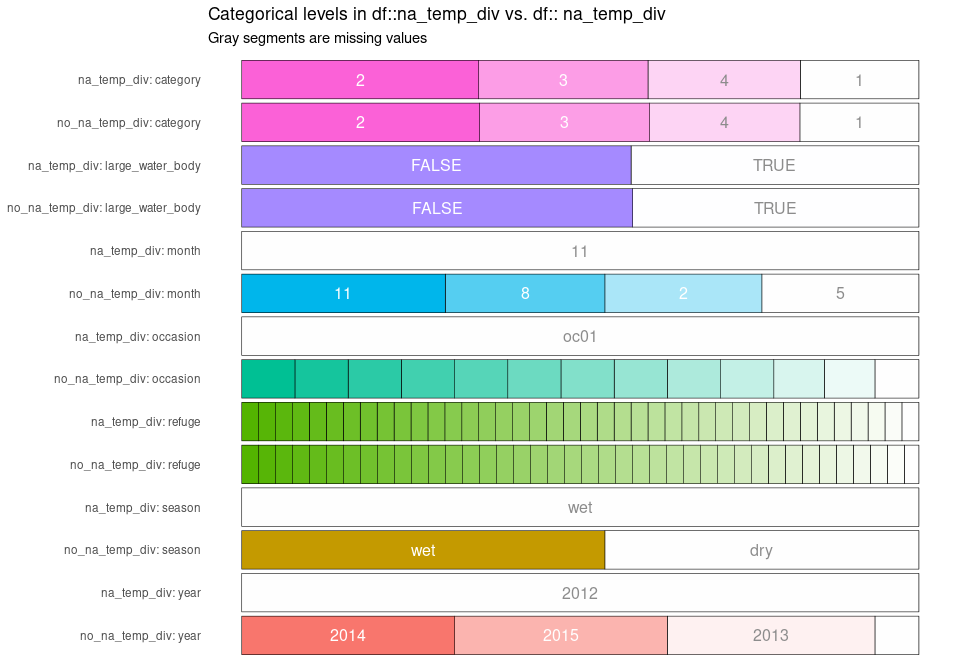 Categorical levels in df::na_temp_div vs. df:: na_temp_div
Gray segments are missing values
na_temp_div: category 2 3 4 1
no_na_temp_div: category 2 3 4 1
na_temp_div: large_water_body FALSE TRUE
no_na_temp_div: large_water_body FALSE TRUE
na_temp_div: month 11
no_na_temp_div: month 11 8 2 5
na_temp_div: occasion oc01
no_na_temp_div: occasion
na_temp_div: refuge
no_na_temp_div: refuge
na_temp_div: season wet
no_na_temp_div: season wet dry
na_temp_div: year 2012
no_na_temp_div: year 2014 2015 2013